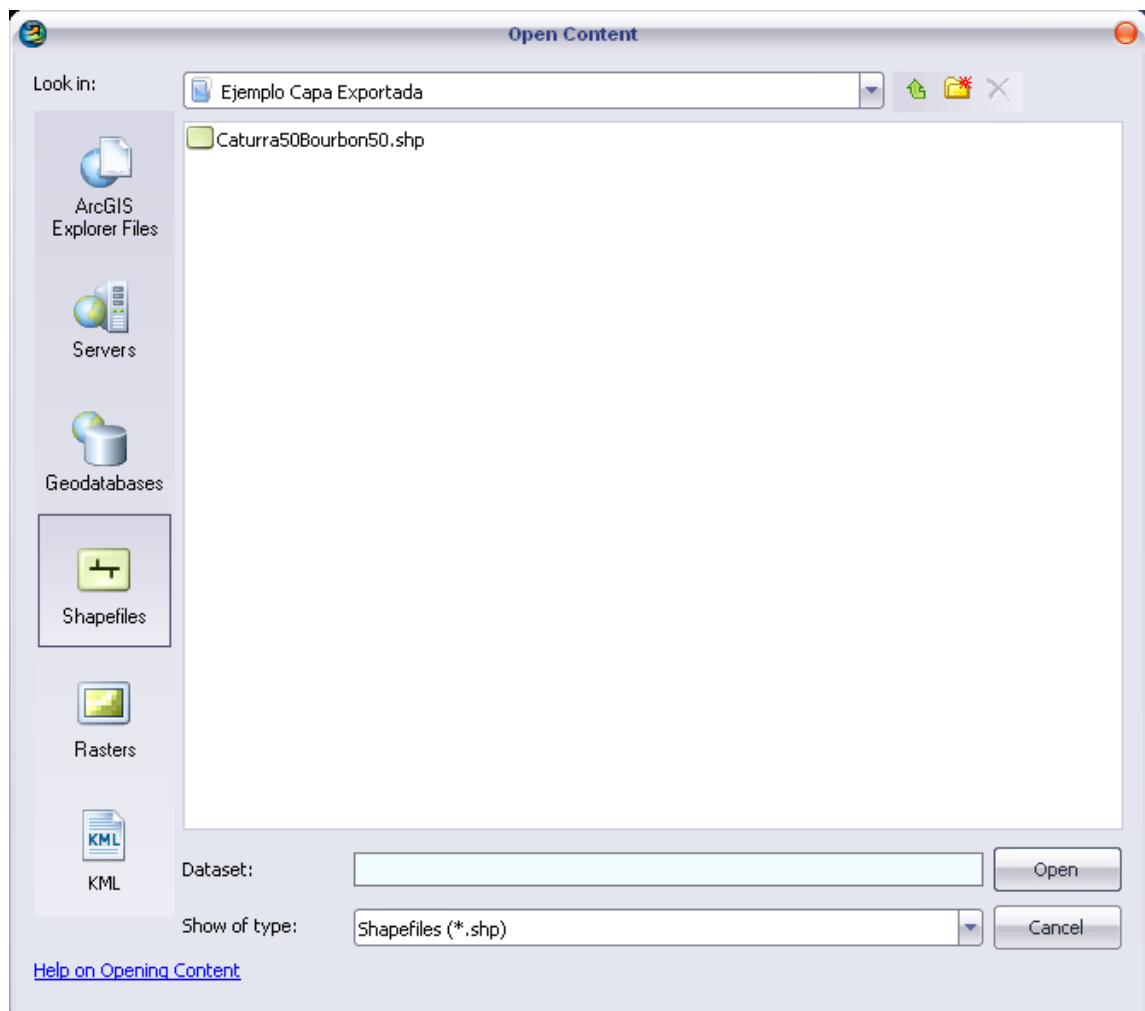 Open Content
Look in:
Ejemplo Capa Exportada
Caturra50Bourbon50.shp
ArcGIS
Explorer Files
Servers
Geodatabases
Shapefiles
Rasters
KML
KML
Dataset:
Open
Show of type:
Shapefiles (*.shp)
Cancel
Help on Opening Content